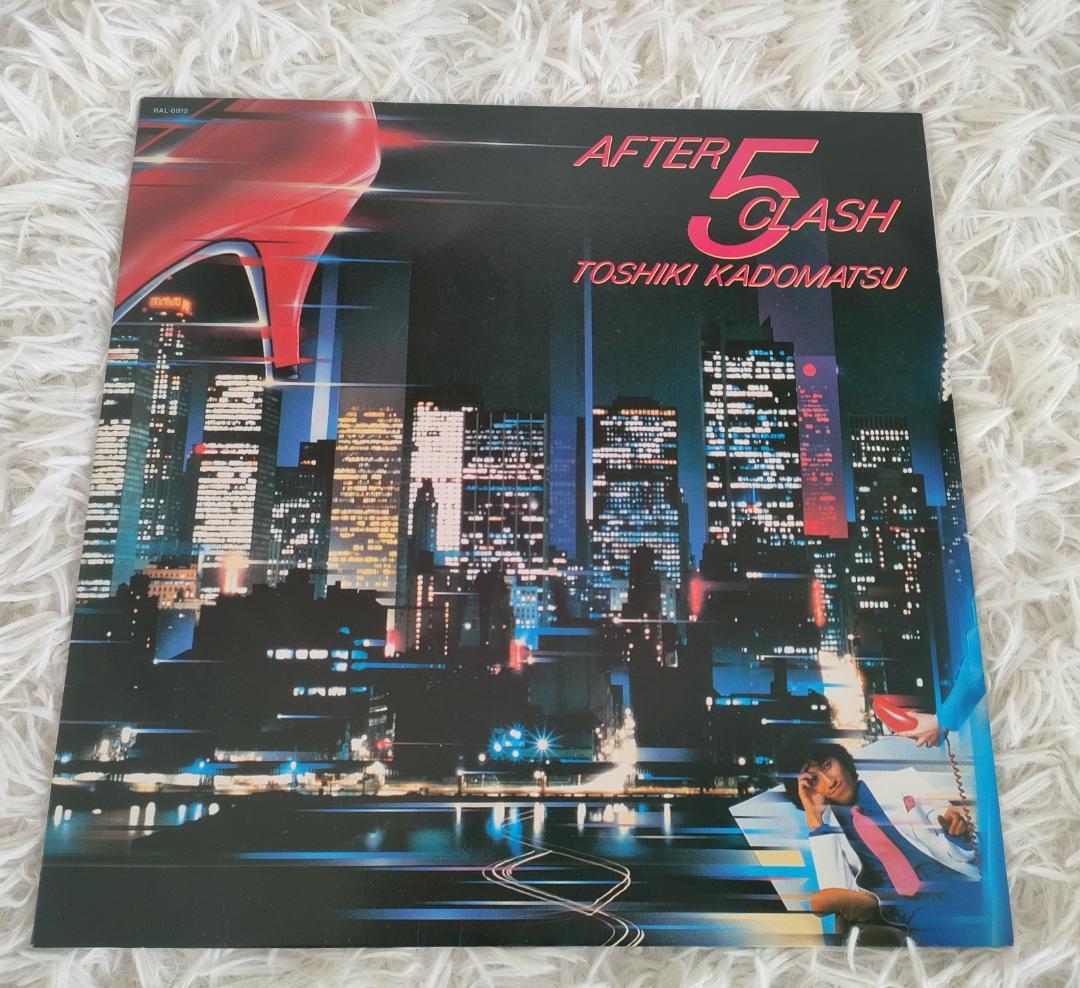 RAL-8812
AFTER 5 CLASH
TOSHIKI KADOMATSU